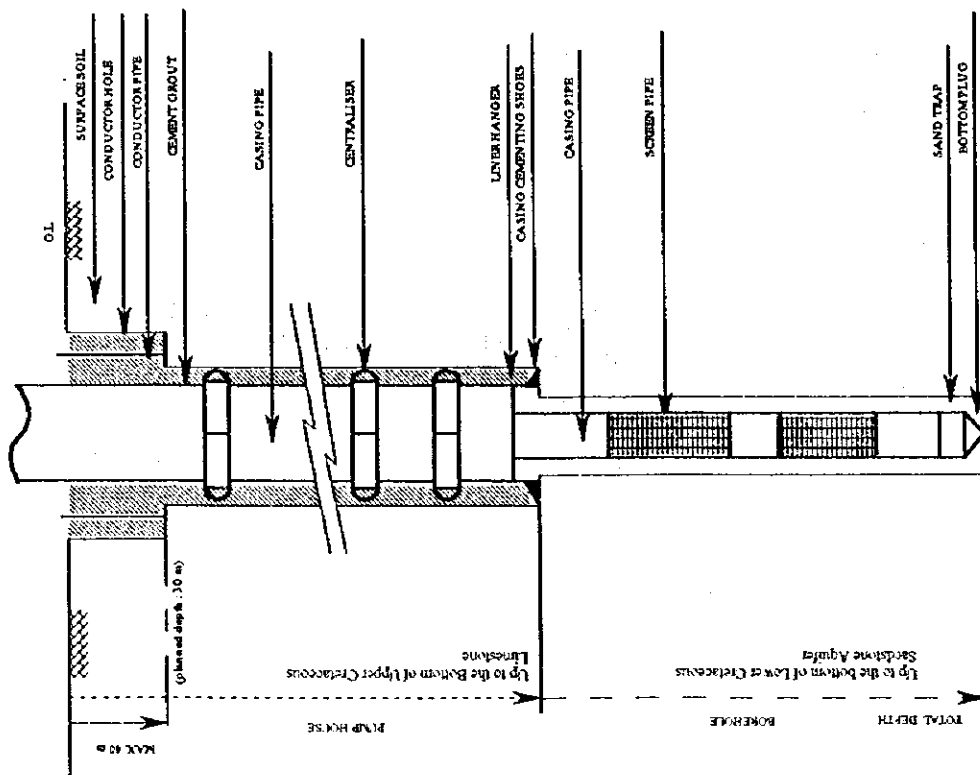 O.L
SURFACE SOIL
CONDUCTOR HOLE
CONDUCTOR PIPE
CEMENT GROUT
CASING PIPE
CENTRALISER
LINER HANGER
CASING CEMENTING SHOES
CASING PIPE
SCREEN PIPE
SAND TRAP
BOTTOM PLUG
(planned depth : 30 m)
Up to the Bottom of Upper Cretaceous
Limestone
Up to the bottom of Lower Cretaceous
Sandstone Aquifer
MAX 40 m
PUMP HOUSE
BOREHOLE
TOTAL DEPTH